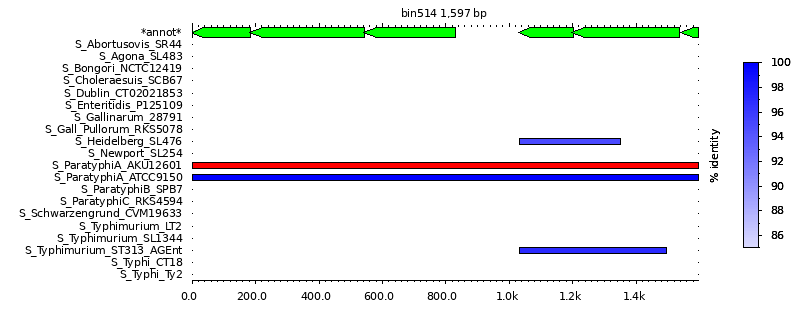 bin514 1,597 bp
*annot*
S_Abortusovis_SR44
S_Agona_SL483
S_Bongori_NCTC12419
S_Choleraesuis_SCB67
S_Dublin_CT02021853
S_Enteritidis_P125109
S_Gallinarum_28791
S_Gall_Pullorum_RKS5078
S_Heidelberg_SL476
S_Newport_SL254
S_ParatyphiA_AKU12601
S_ParatyphiA_ATCC9150
S_ParatyphiB_SPB7
S_ParatyphiC_RKS4594
S_Schwarzengrund_CVM19633
S_Typhimurium_LT2
S_Typhimurium_SL1344
S_Typhimurium_ST313_AGEnt
S_Typhi_CT18
S_Typhi_Ty2
0.0 200.0 400.0 600.0 800.0 1.0k 1.2k 1.4k
% identity
100
98
96
94
92
90
88
86